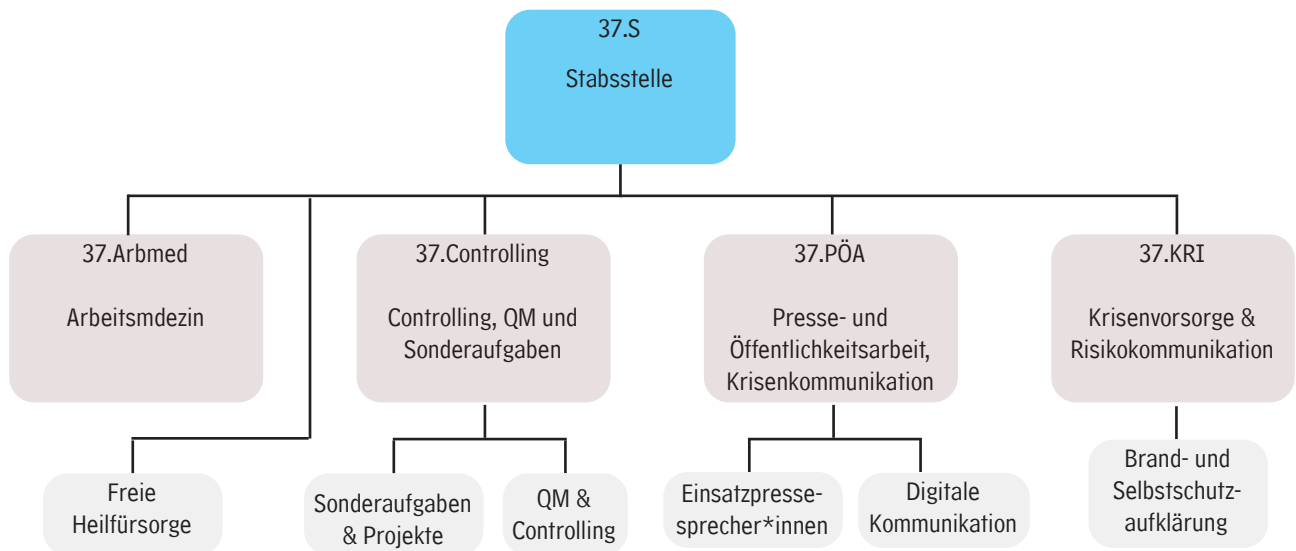 37.S
Stabsstelle
37.Arbmed
Arbeitsmdezin
37.Controlling
Controlling, QM und
Sonderaufgaben
37.PÖA
Presse- und
Öffentlichkeitsarbeit,
Krisenkommunikation
37.KRI
Krisenvorsorge &
Risikokommunikation
Freie
Heilfürsorge
Sonderaufgaben
& Projekte
QM &
Controlling
Einsatzpresse-
sprecher*innen
Digitale
Kommunikation
Brand- und
Selbstschutz-
aufklärung